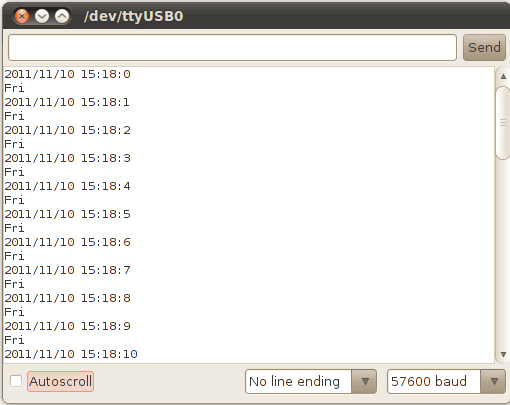 /dev/ttyUSB0
Send
2011/11/10 15:18:0
Fri
2011/11/10 15:18:1
Fri
2011/11/10 15:18:2
Fri
2011/11/10 15:18:3
Fri
2011/11/10 15:18:4
Fri
2011/11/10 15:18:5
Fri
2011/11/10 15:18:6
Fri
2011/11/10 15:18:7
Fri
2011/11/10 15:18:8
Fri
2011/11/10 15:18:9
Fri
2011/11/10 15:18:10
Autoscroll
No line ending
57600 baud